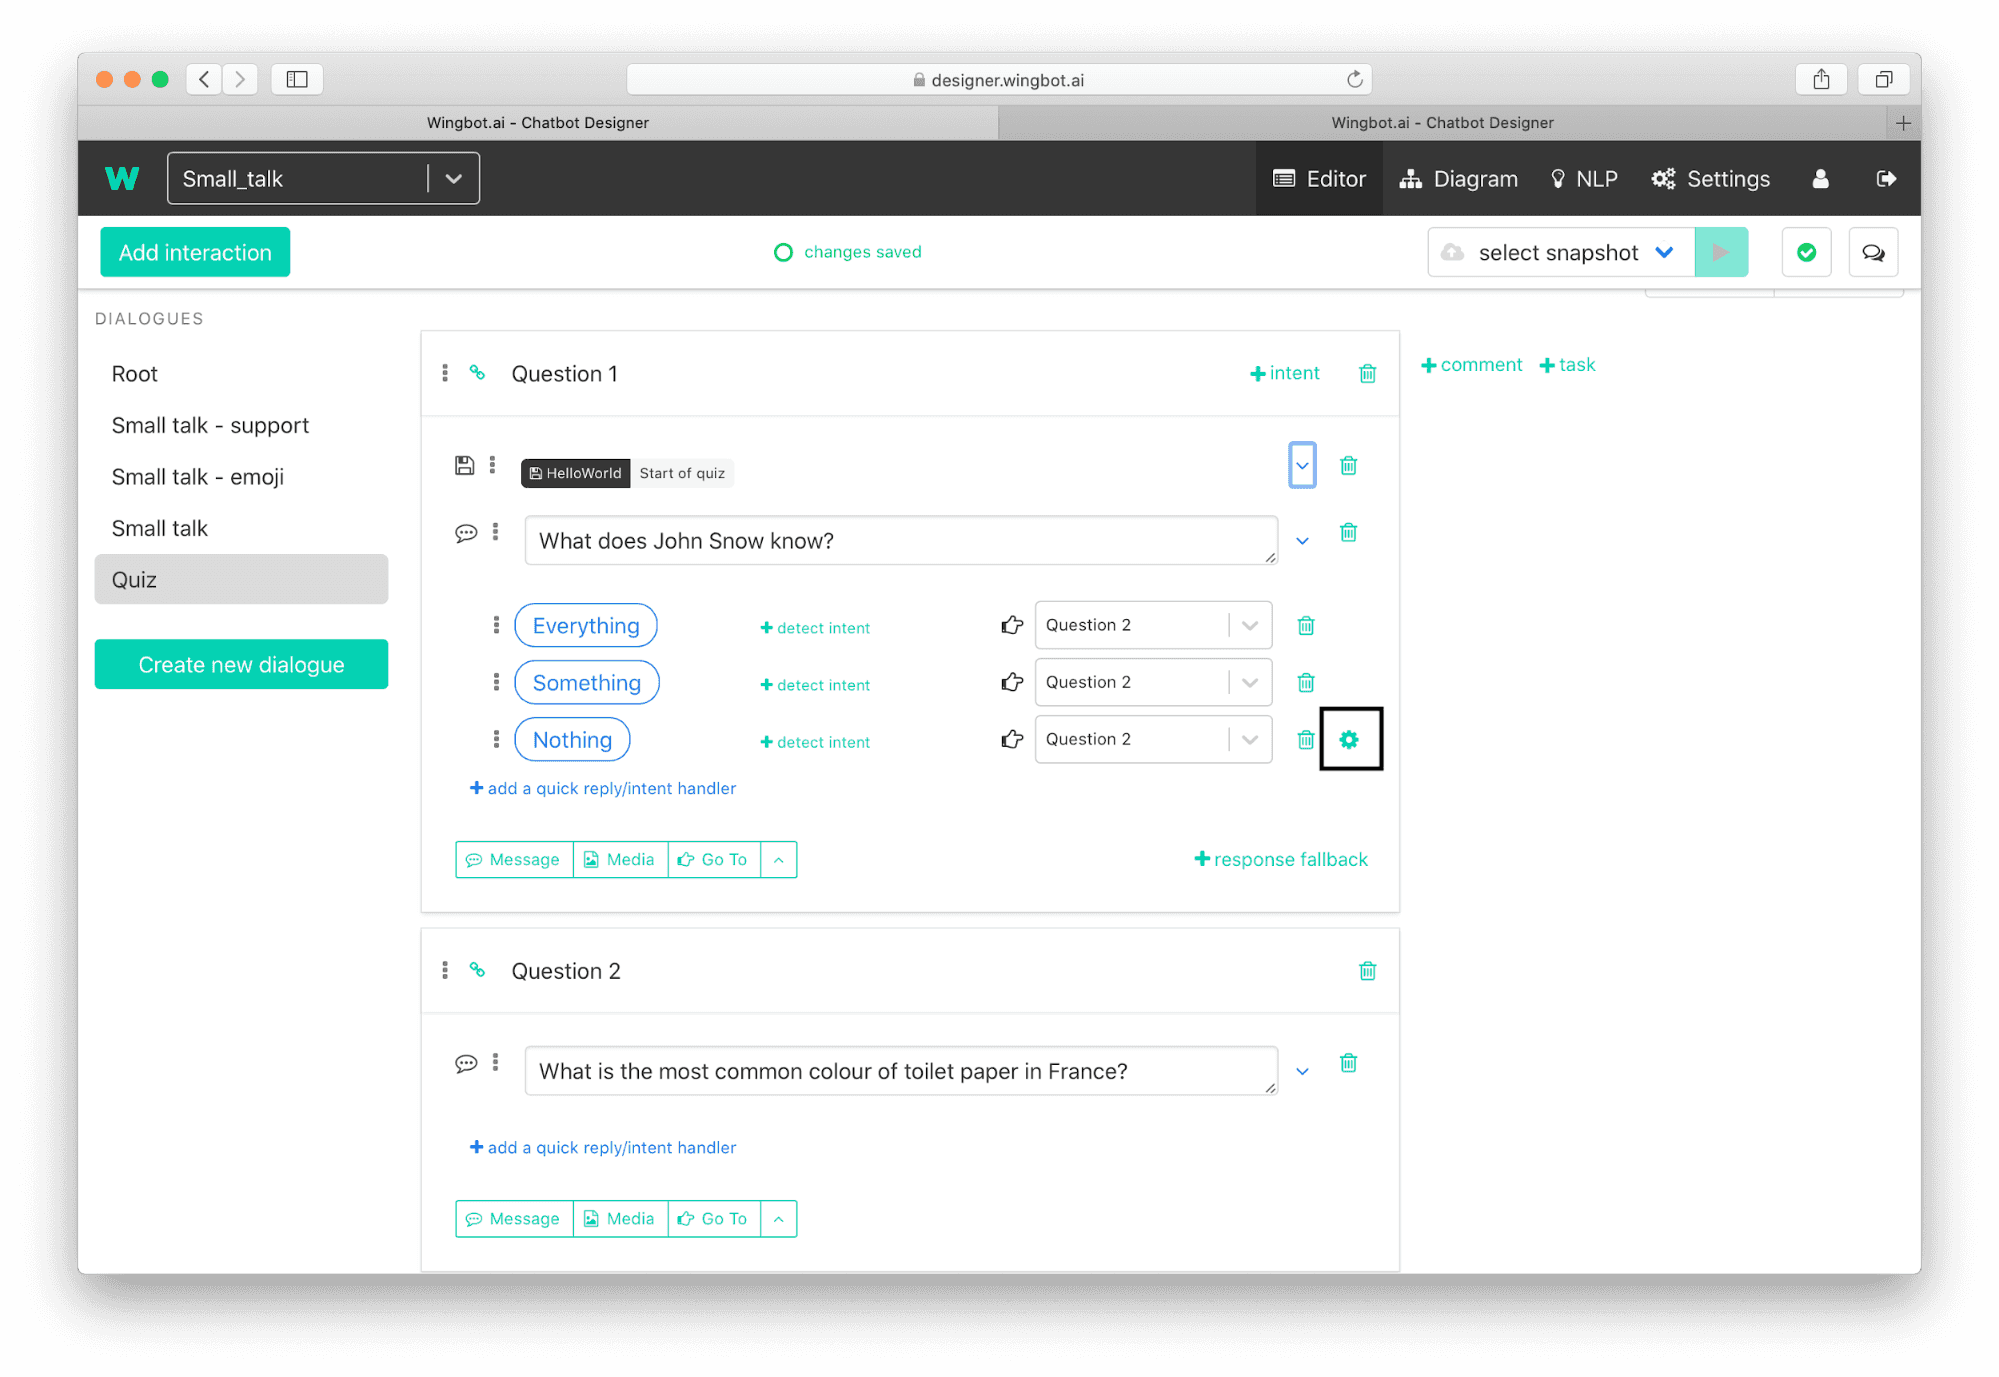 designer.wingbot.ai
Wingbot.ai - Chatbot Designer
Wingbot.ai - Chatbot Designer
W
Small_talk
Editor
Diagram
NLP
Settings
Add interaction
changes saved
select snapshot
DIALOGUES
Root
Small talk - support
Small talk - emoji
Small talk
Quiz
Create new dialogue
Question 1
+ intent
+ comment
+ task
HelloWorld Start of quiz
What does John Snow know?
Everything
+ detect intent
Question 2
Something
+ detect intent
Question 2
Nothing
+ detect intent
Question 2
+ add a quick reply/intent handler
Message
Media
Go To
+ response fallback
Question 2
What is the most common colour of toilet paper in France?
+ add a quick reply/intent handler
Message
Media
Go To